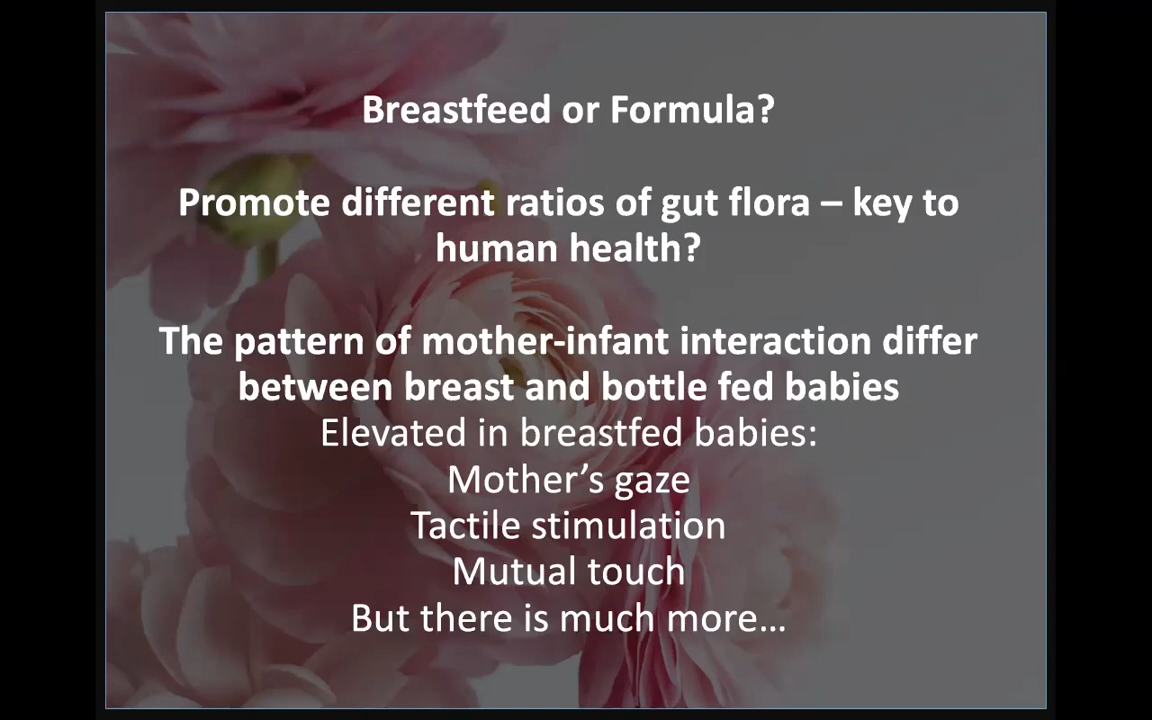 Breastfeed or Formula?
Promote different ratios of gut flora – key to
human health?
The pattern of mother-infant interaction differ
between breast and bottle fed babies
Elevated in breastfed babies:
Mother’s gaze
Tactile stimulation
Mutual touch
But there is much more…